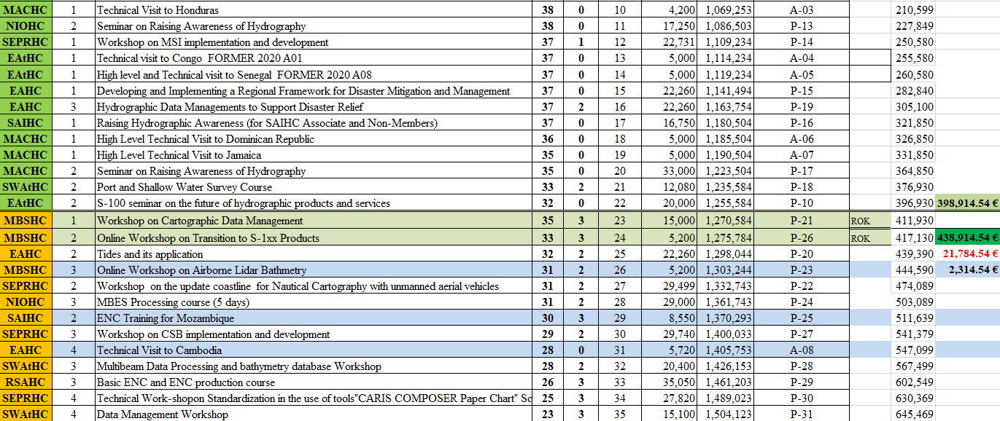 MACHC 1 Technical Visit to Honduras 38 0 10 4,200 1,069,253 A-03 210,599
NIOHC 2 Seminar on Raising Awareness of Hydrography 38 0 11 17,250 1,086,503 P-13 227,849
SEPRHC 1 Workshop on MSI implementation and development 37 1 12 22,731 1,109,234 P-14 250,580
EAtHC 1 Technical visit to Congo FORMER 2020 A01 37 0 13 5,000 1,114,234 A-04 255,580
EAtHC 1 High level and Technical visit to Senegal FORMER 2020 A08 37 0 14 5,000 1,119,234 A-05 260,580
EAHC 1 Developing and Implementing a Regional Framework for Disaster Mitigation and Management 37 0 15 22,260 1,141,494 P-15 282,840
EAHC 3 Hydrographic Data Managements to Support Disaster Relief 37 2 16 22,260 1,163,754 P-19 305,100
SAIHC 1 Raising Hydrographic Awareness (for SAIHC Associate and Non-Members) 37 0 17 16,750 1,180,504 P-16 321,850
MACHC 1 High Level Technical Visit to Dominican Republic 36 0 18 5,000 1,185,504 A-06 326,850
MACHC 1 High Level Technical Visit to Jamaica 35 0 19 5,000 1,190,504 A-07 331,850
MACHC 2 Seminar on Raising Awareness of Hydrography 35 0 20 33,000 1,223,504 P-17 364,850
SWAtHC 2 Port and Shallow Water Survey Course 33 2 21 12,080 1,235,584 P-18 376,930
EAtHC 2 S-100 seminar on the future of hydrographic products and services 32 0 22 20,000 1,255,584 P-10 396,930 398,914.54 €
MBSHC 1 Workshop on Cartographic Data Management 35 3 23 15,000 1,270,584 P-21 ROK 411,930
MBSHC 2 Online Workshop on Transition to S-1xx Products 33 3 24 5,200 1,275,784 P-26 ROK 417,130 438,914.54 €
EAHC 2 Tides and its application 32 2 25 22,260 1,298,044 P-20 439,390 21,784.54 €
MBSHC 3 Online Workshop on Airborne Lidar Bathmetry 31 2 26 5,200 1,303,244 P-23 444,590 2,314.54 €
SEPRHC 2 Workshop on the update coastline for Nautical Cartography with unmanned aerial vehicles 31 2 27 29,499 1,332,743 P-22 474,089
NIOHC 3 MBES Processing course (5 days) 31 2 28 29,000 1,361,743 P-24 503,089
SAIHC 2 ENC Training for Mozambique 30 3 29 8,550 1,370,293 P-25 511,639
SEPRHC 3 Workshop on CSB implementation and development 29 2 30 29,740 1,400,033 P-27 541,379
EAHC 4 Technical Visit to Cambodia 28 0 31 5,720 1,405,753 A-08 547,099
SWAtHC 3 Multibeam Data Processing and bathymetry database Workshop 28 2 32 20,400 1,426,153 P-28 567,499
RSAHC 3 Basic ENC and ENC production course 26 3 33 35,050 1,461,203 P-29 602,549
SEPRHC 4 Technical Work-shopon Standardization in the use of tools"CARIS COMPOSER Paper Chart" So 25 3 34 27,820 1,489,023 P-30 630,369
SWAtHC 4 Data Management Workshop 23 3 35 15,100 1,504,123 P-31 645,469